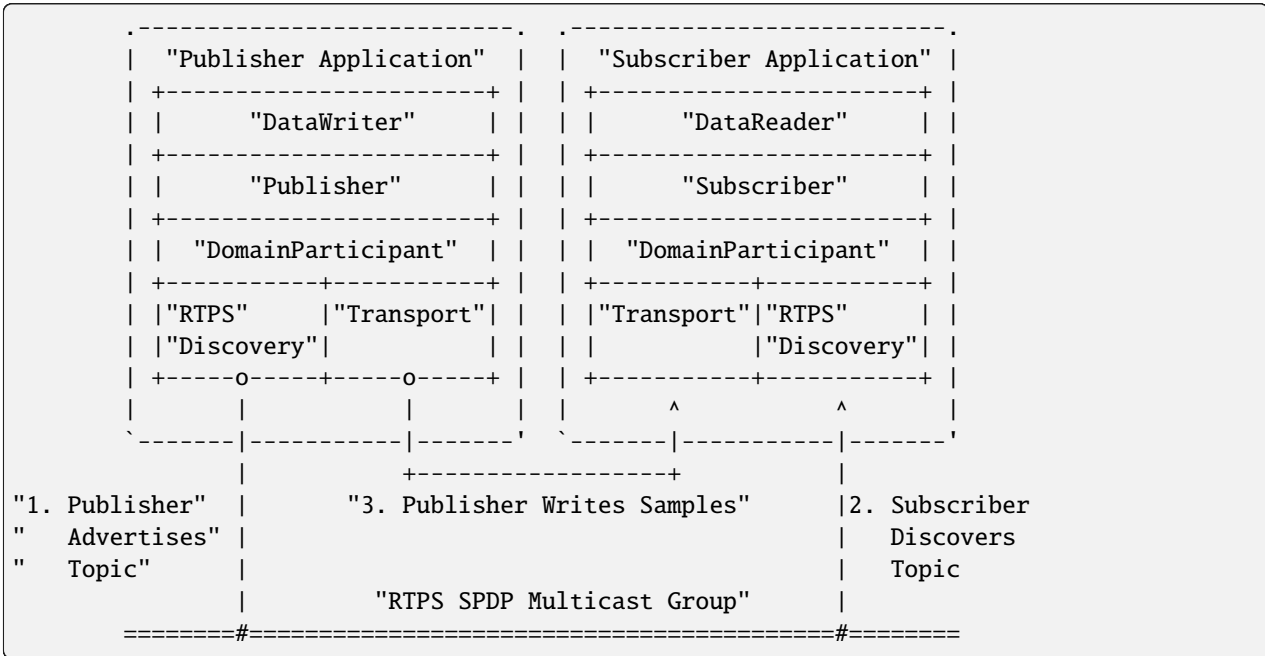 .---------------------------. .---------------------------.
| "Publisher Application" | | "Subscriber Application" |
| +-----------------------+ | | +-----------------------+ |
| | "DataWriter" | | | | "DataReader" | |
| +-----------------------+ | | +-----------------------+ |
| | "Publisher" | | | | "Subscriber" | |
| +-----------------------+ | | +-----------------------+ |
| | "DomainParticipant" | | | | "DomainParticipant" | |
| +-----------+-----------+ | | +-----------+-----------+ |
| |"RTPS" |"Transport"| | | |"Transport"|"RTPS" | |
| |"Discovery"| | | | | |"Discovery"| |
| +-----o-----+-----o-----+ | | +-----------+-----------+ |
| | | | | ^ ^ |
`-------|-----------|-------' `-------|-----------|-------'
| +------------------+ |
"1. Publisher" | "3. Publisher Writes Samples" |2. Subscriber
" Advertises" | | Discovers
" Topic" | | Topic
| "RTPS SPDP Multicast Group" |
========#==========================================#========